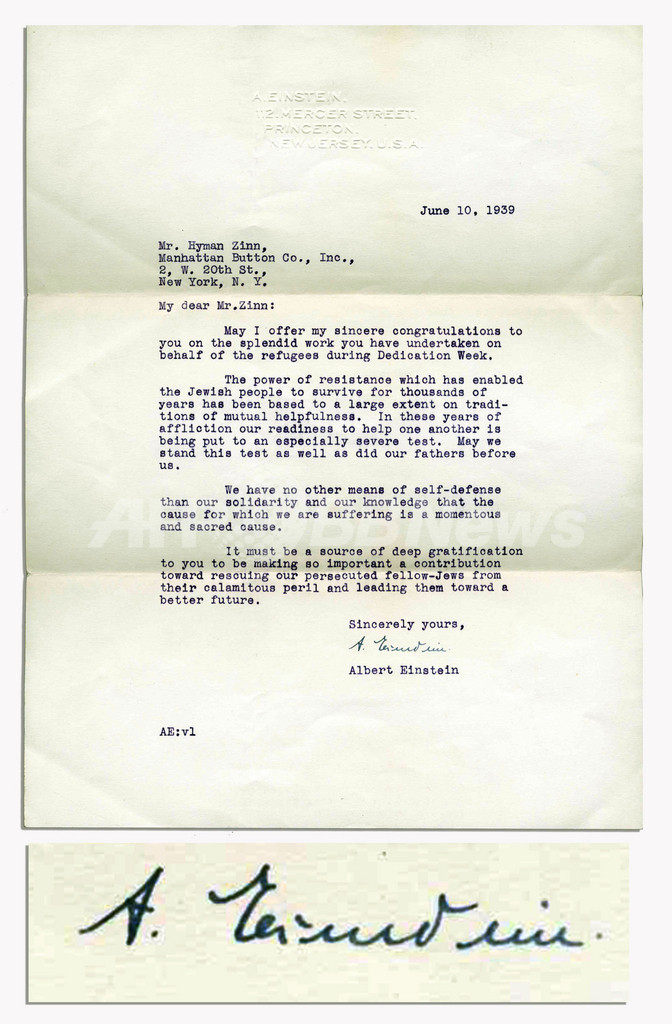 A. EINSTEIN.
112. MERCER STREET.
PRINCETON.
NEW JERSEY. U.S.A.
June 10, 1939
Mr. Hyman Zinn,
Manhattan Button Co., Inc.,
2, W. 20th St.,
New York, N. Y.
My dear Mr.Zinn:
May I offer my sincere congratulations to
you on the splendid work you have undertaken on
behalf of the refugees during Dedication Week.
The power of resistance which has enabled
the Jewish people to survive for thousands of
years has been based to a large extent on tradi-
tions of mutual helpfulness. In these years of
affliction our readiness to help one another is
being put to an especially severe test. May we
stand this test as well as did our fathers before
us.
We have no other means of self-defense
than our solidarity and our knowledge that the
cause for which we are suffering is a momentous
and sacred cause.
It must be a source of deep gratification
to you to be making so important a contribution
toward rescuing our persecuted fellow-Jews from
their calamitous peril and leading them toward a
better future.
Sincerely yours,
A. Einstein.
Albert Einstein
AE:vl
A. Einstein.